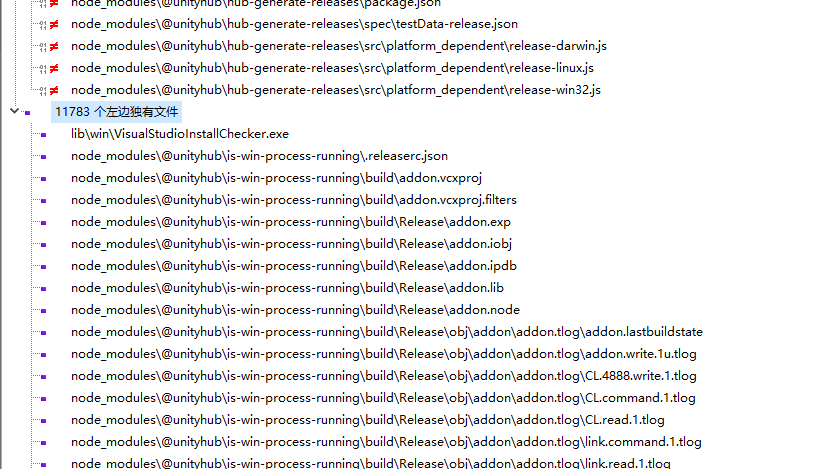 node_modules\@unityhub\hub-generate-releases\package.json
node_modules\@unityhub\hub-generate-releases\spec\testData-release.json
node_modules\@unityhub\hub-generate-releases\src\platform_dependent\release-darwin.js
node_modules\@unityhub\hub-generate-releases\src\platform_dependent\release-linux.js
node_modules\@unityhub\hub-generate-releases\src\platform_dependent\release-win32.js
11783 个左边独有文件
lib\win\VisualStudioInstallChecker.exe
node_modules\@unityhub\is-win-process-running\.releaserc.json
node_modules\@unityhub\is-win-process-running\build\addon.vcxproj
node_modules\@unityhub\is-win-process-running\build\addon.vcxproj.filters
node_modules\@unityhub\is-win-process-running\build\Release\addon.exp
node_modules\@unityhub\is-win-process-running\build\Release\addon.iobj
node_modules\@unityhub\is-win-process-running\build\Release\addon.ipdb
node_modules\@unityhub\is-win-process-running\build\Release\addon.lib
node_modules\@unityhub\is-win-process-running\build\Release\addon.node
node_modules\@unityhub\is-win-process-running\build\Release\obj\addon\addon.tlog\addon.lastbuildstate
node_modules\@unityhub\is-win-process-running\build\Release\obj\addon\addon.tlog\addon.write.1u.tlog
node_modules\@unityhub\is-win-process-running\build\Release\obj\addon\addon.tlog\CL.4888.write.1.tlog
node_modules\@unityhub\is-win-process-running\build\Release\obj\addon\addon.tlog\CL.command.1.tlog
node_modules\@unityhub\is-win-process-running\build\Release\obj\addon\addon.tlog\CL.read.1.tlog
node_modules\@unityhub\is-win-process-running\build\Release\obj\addon\addon.tlog\link.command.1.tlog
node_modules\@unityhub\is-win-process-running\build\Release\obj\addon\addon.tlog\link.read.1.tlog